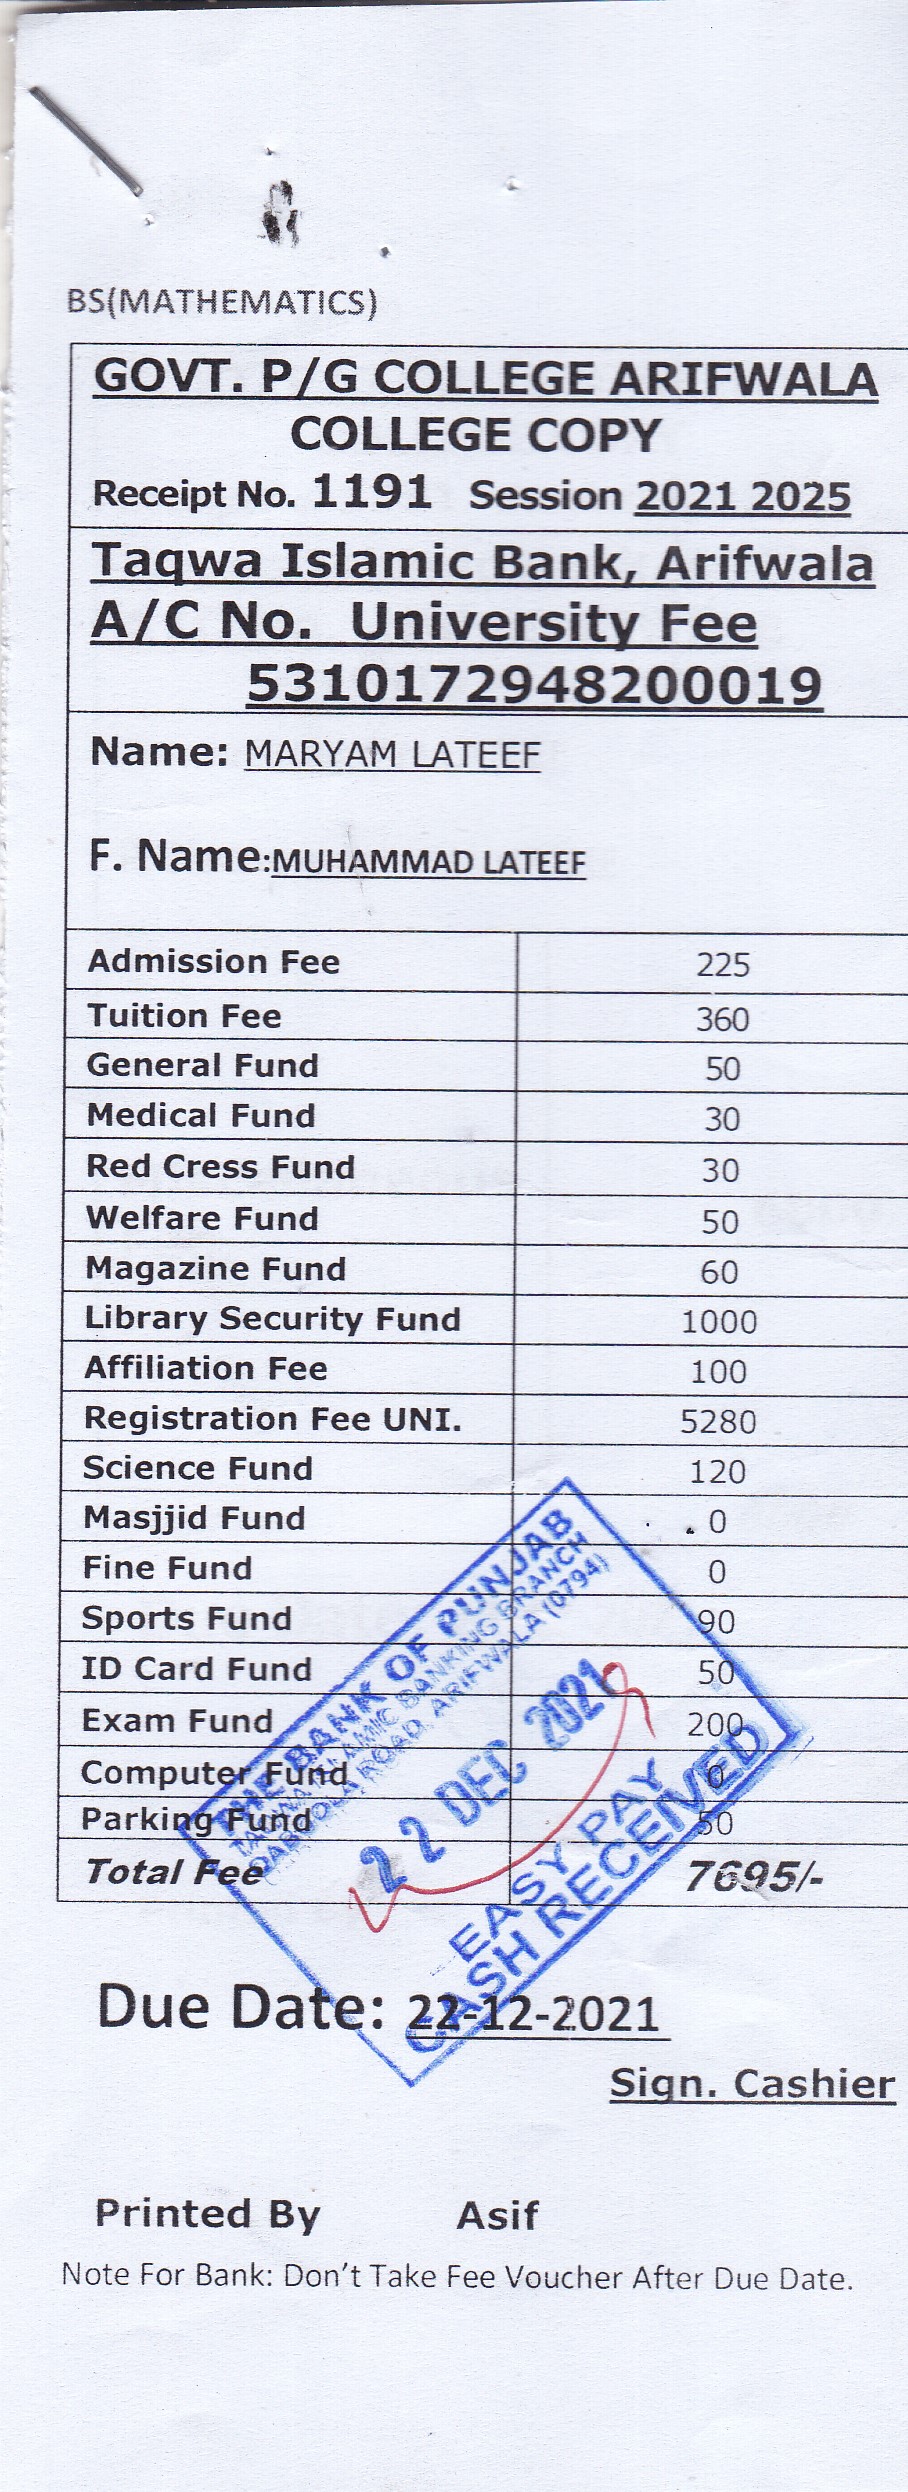 BS(MATHEMATICS)
GOVT. P/G COLLEGE ARIFWALA
COLLEGE COPY
Receipt No. 1191 Session 2021 2025
Taqwa Islamic Bank, Arifwala
A/C No. University Fee
5310172948200019
Name: MARYAM LATEEF
F. Name:MUHAMMAD LATEEF
Admission Fee 225
Tuition Fee 360
General Fund 50
Medical Fund 30
Red Cress Fund 30
Welfare Fund 50
Magazine Fund 60
Library Security Fund 1000
Affiliation Fee 100
Registration Fee UNI. 5280
Science Fund 120
Masjjid Fund 0
Fine Fund 0
Sports Fund 90
ID Card Fund 50
Exam Fund 200
Computer Fund 0
Parking Fund 50
Total Fee 7695/-
THE BANK OF PUNJAB
TAQWA ISLAMIC BANKING BRANCH
QABOOLA ROAD, ARIFWALA (0794)
22 DEC 2021
EASY PAY
CASH RECEIVED
Due Date: 22-12-2021
Sign. Cashier
Printed By Asif
Note For Bank: Don't Take Fee Voucher After Due Date.